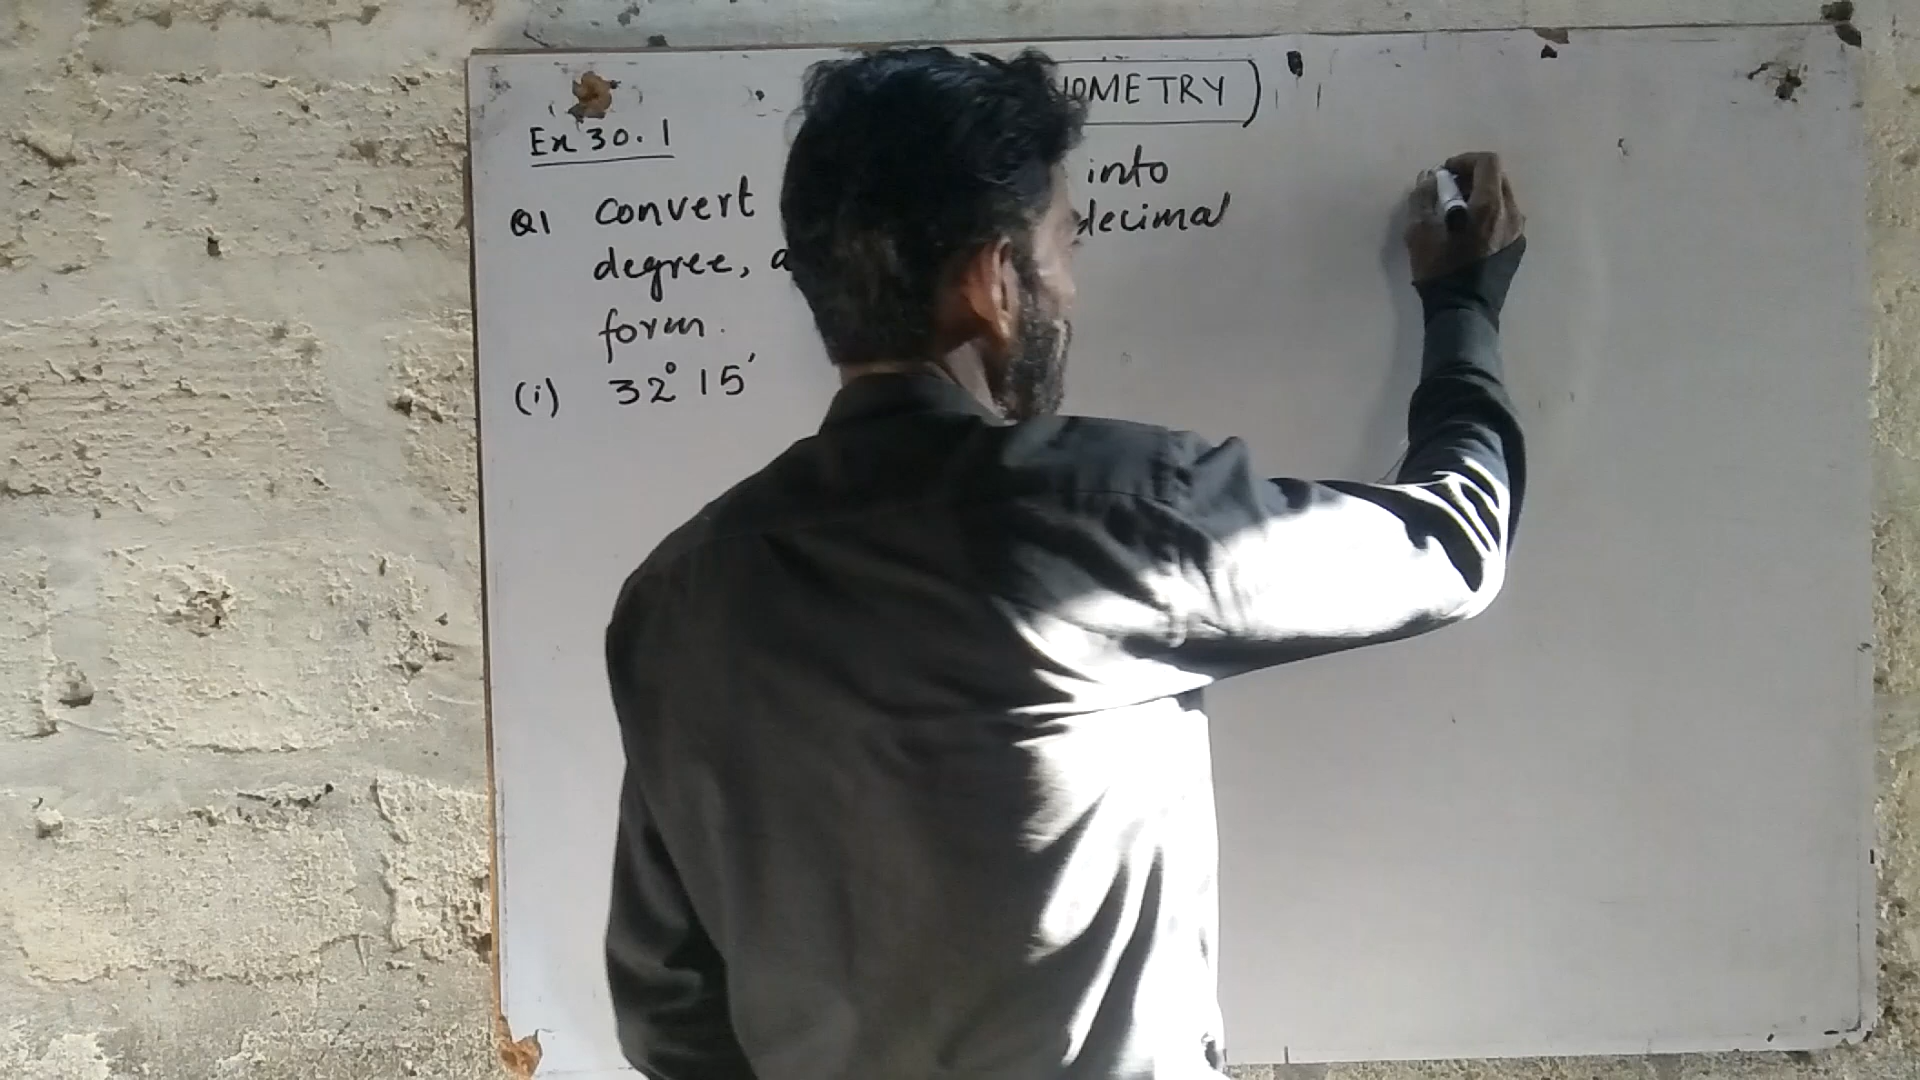 OMETRY)
Ex 30.1
into
Q1 convert decimal
degree, a
form.
(i) 32° 15'